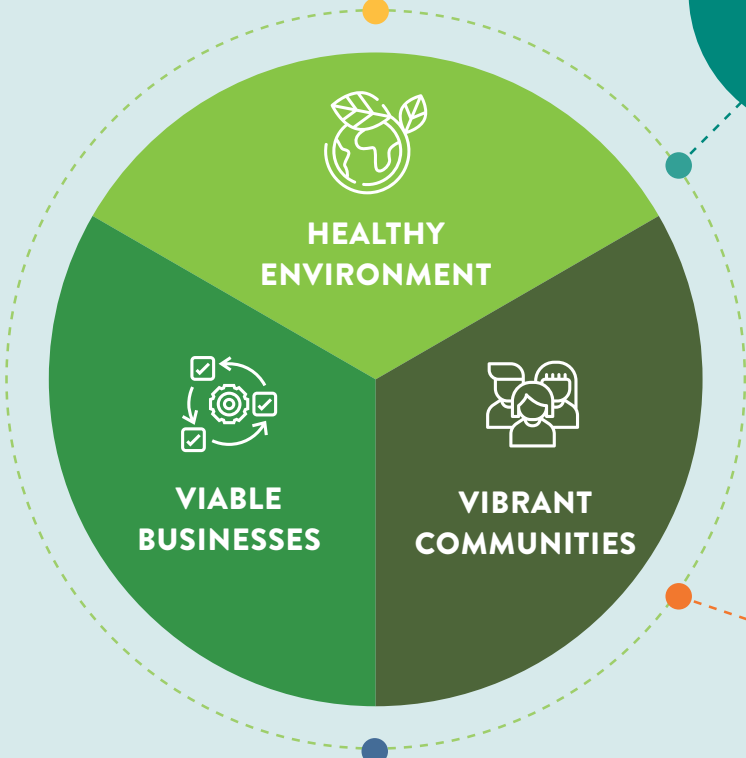 HEALTHY
ENVIRONMENT
VIABLE
BUSINESSES
VIBRANT
COMMUNITIES